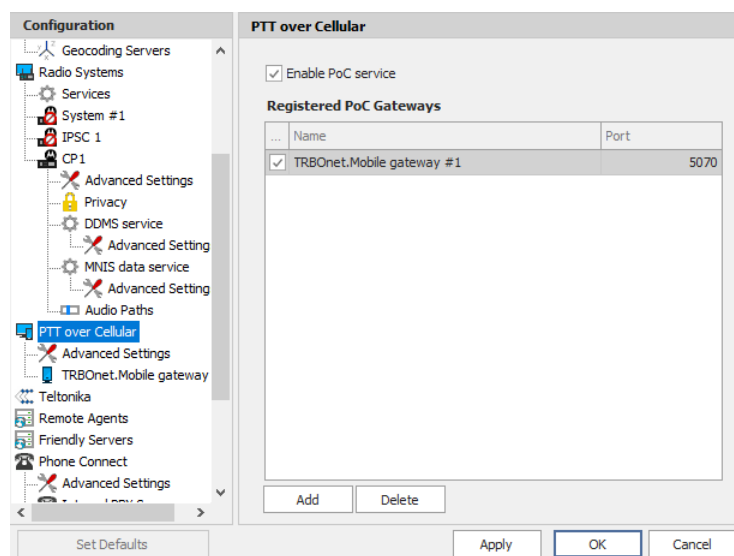 Configuration
Geocoding Servers
Radio Systems
Services
System #1
IPSC 1
CP1
Advanced Settings
Privacy
DDMS service
Advanced Setting
MNIS data service
Advanced Setting
Audio Paths
PTT over Cellular
Advanced Settings
TRBOnet.Mobile gateway
Teltonika
Remote Agents
Friendly Servers
Phone Connect
Advanced Settings
Set Defaults
PTT over Cellular
Enable PoC service
Registered PoC Gateways
... Name Port
TRBOnet.Mobile gateway #1 5070
Add Delete
Apply OK Cancel